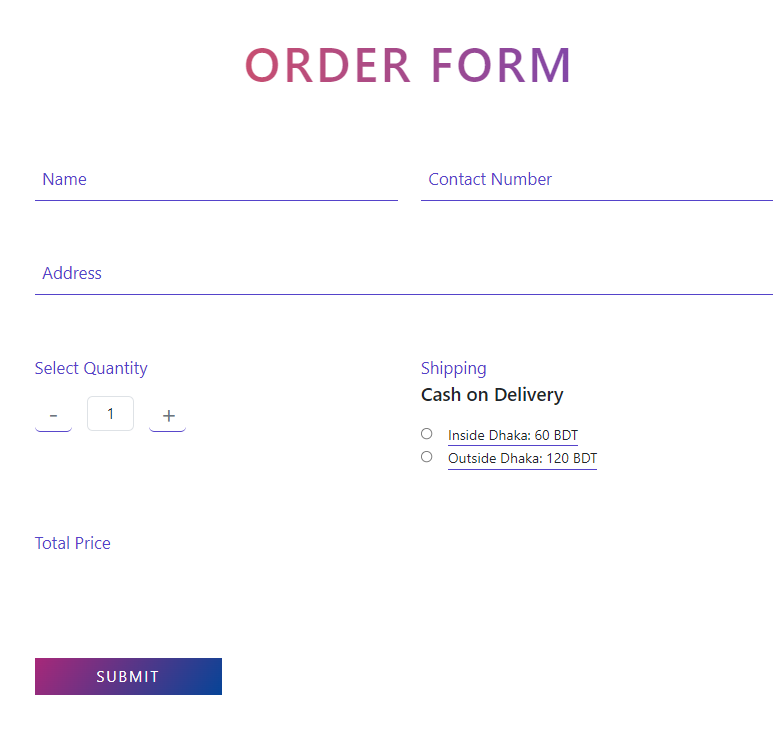 ORDER FORM
Name
Contact Number
Address
Select Quantity
Shipping
Cash on Delivery
- 1 +
Inside Dhaka: 60 BDT
Outside Dhaka: 120 BDT
Total Price
SUBMIT